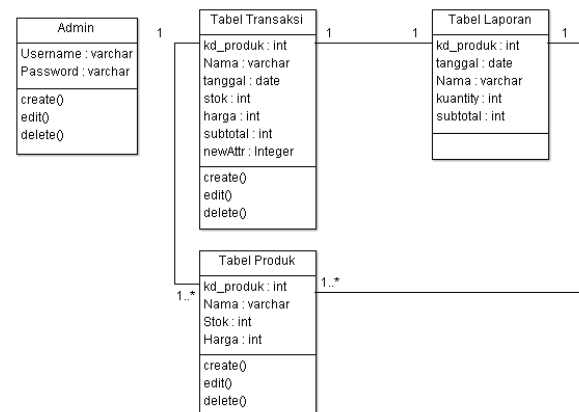 Admin
Username : varchar
Password : varchar
create()
edit()
delete()
1
Tabel Transaksi
kd_produk : int
Nama : varchar
tanggal : date
stok : int
harga : int
subtotal : int
newAttr : Integer
create()
edit()
delete()
1
1
Tabel Laporan
kd_produk : int
tanggal : date
Nama : varchar
kuantity : int
subtotal : int
1
Tabel Produk
kd_produk : int
Nama : varchar
Stok : int
Harga : int
create()
edit()
delete()
1..*
1..*